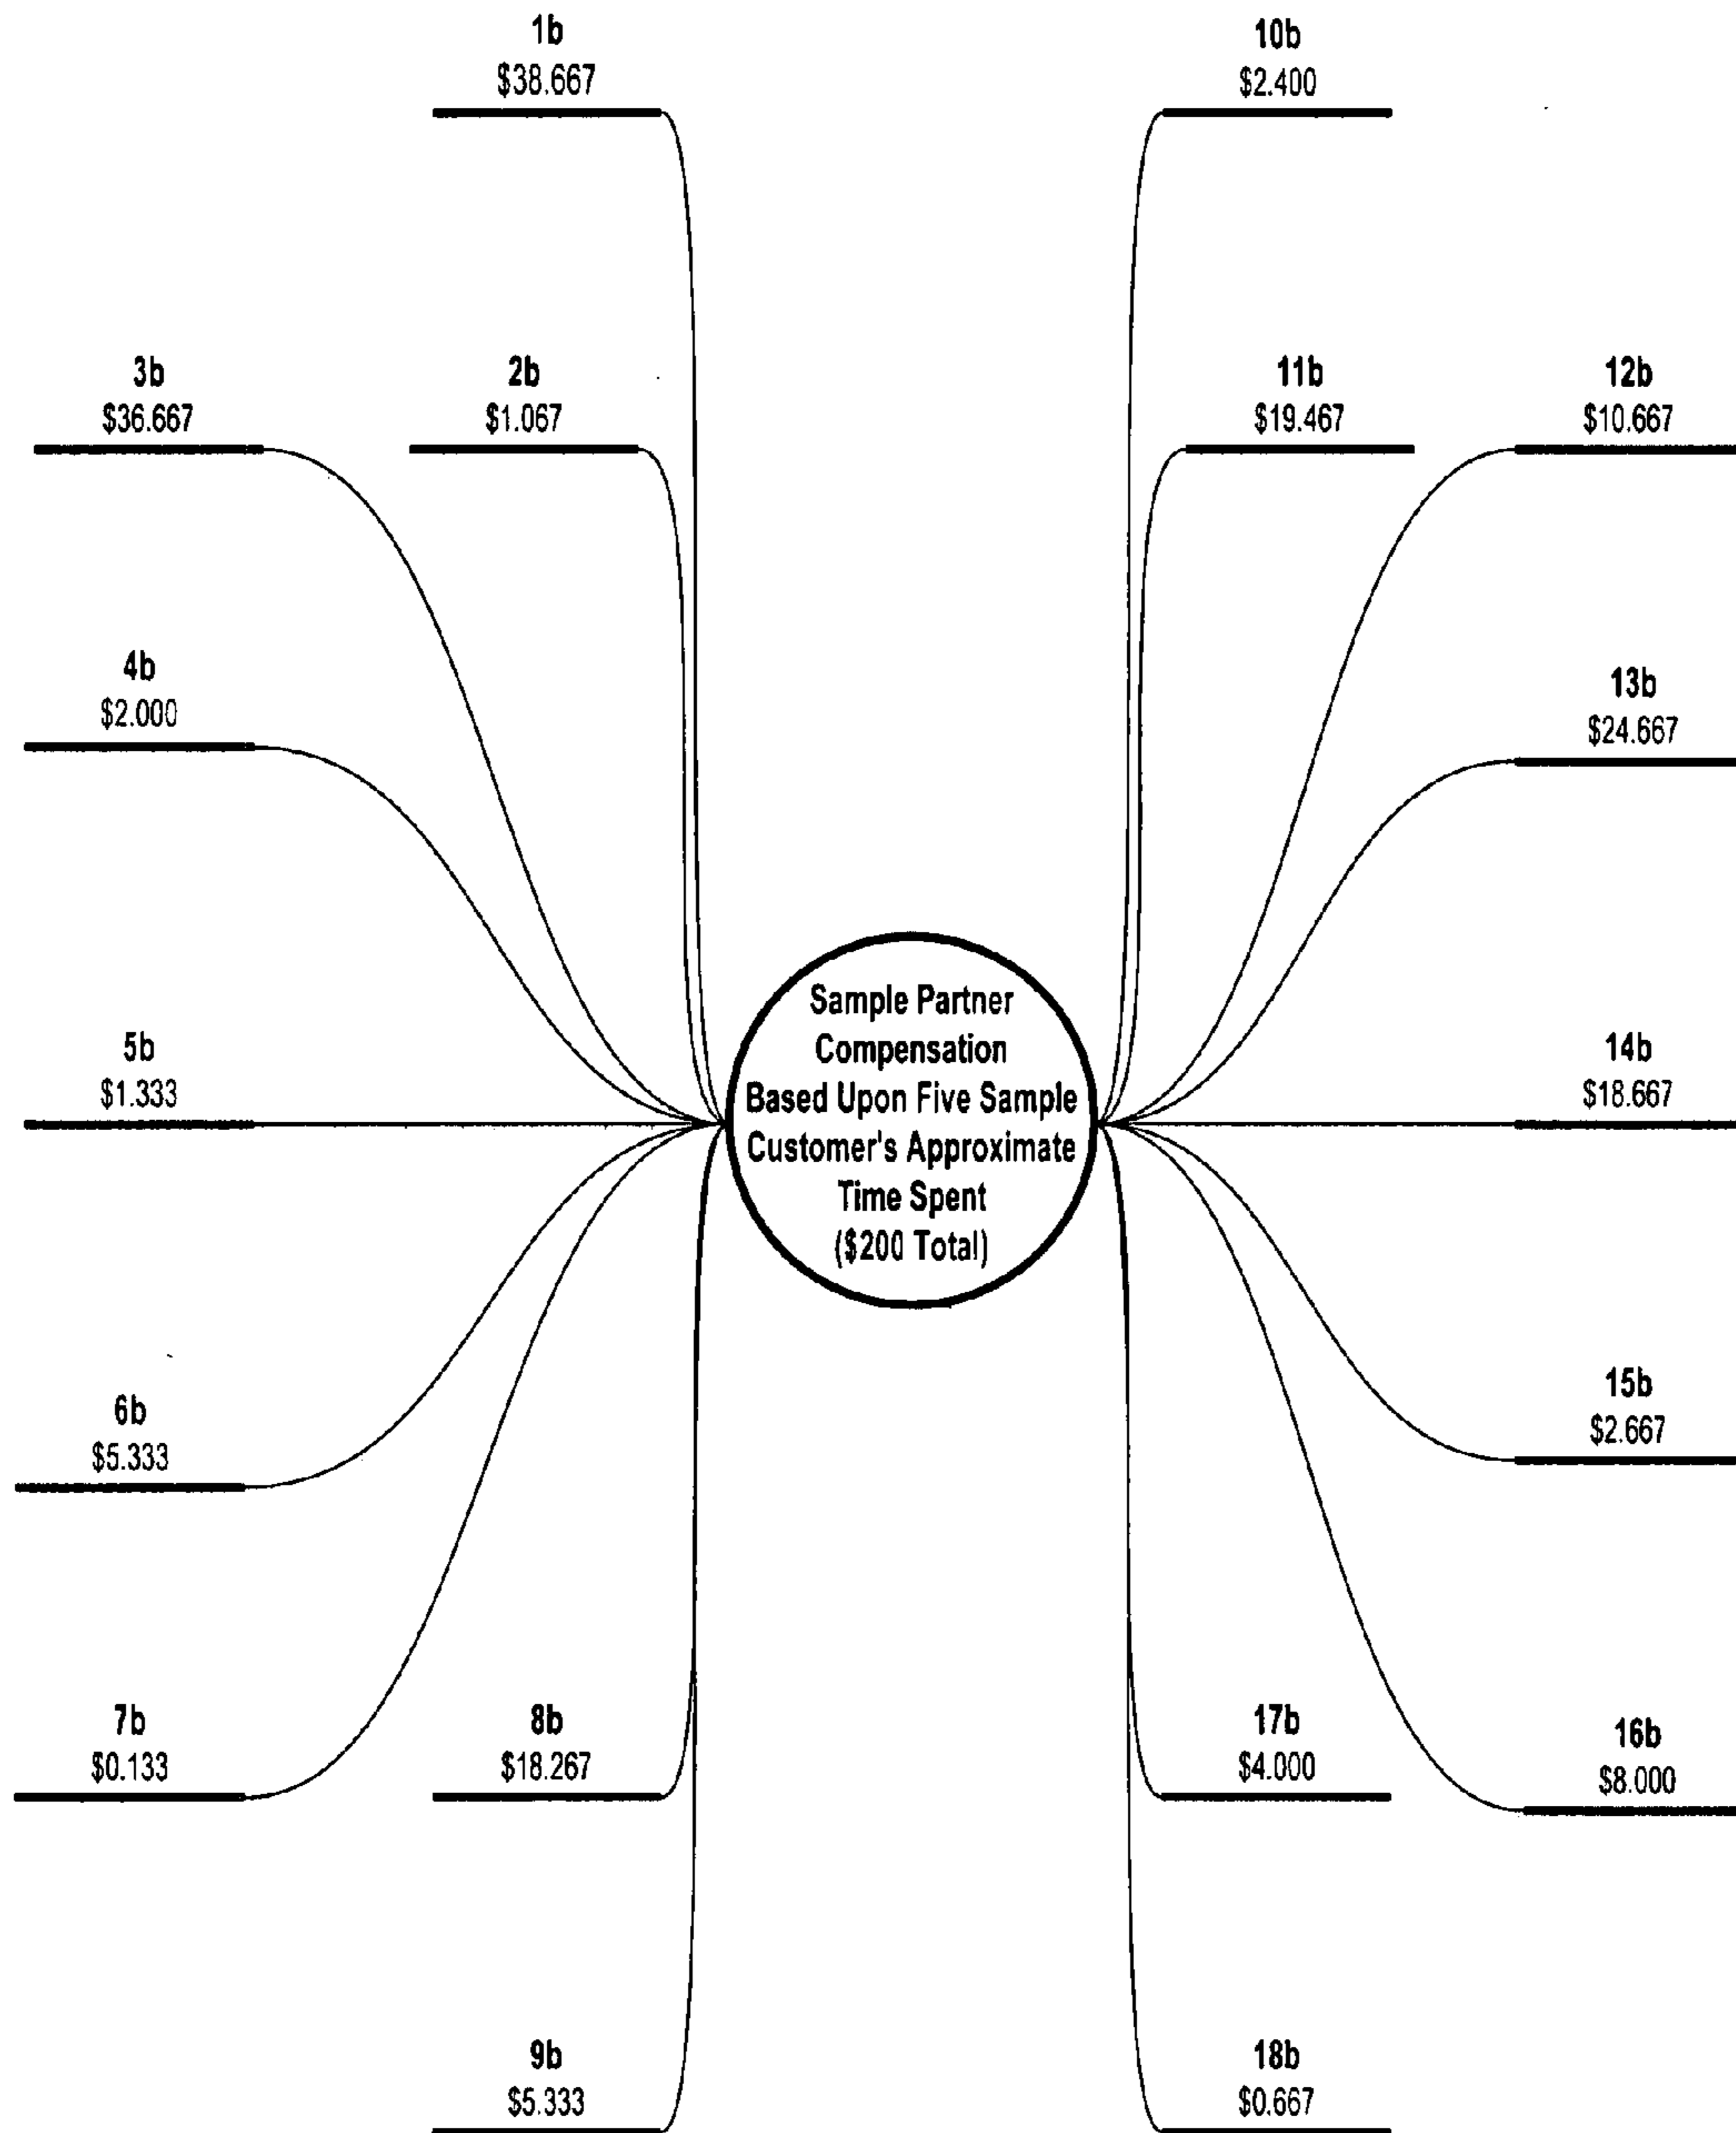 1b
$38.667
10b
$2.400
3b
$36.667
2b
$1.067
11b
$19.467
12b
$10.667
4b
$2.000
13b
$24.667
Sample Partner
Compensation
Based Upon Five Sample
Customer's Approximate
Time Spent
($200 Total)
5b
$1.333
14b
$18.667
6b
$5.333
15b
$2.667
7b
$0.133
8b
$18.267
17b
$4.000
16b
$8.000
9b
$5.333
18b
$0.667